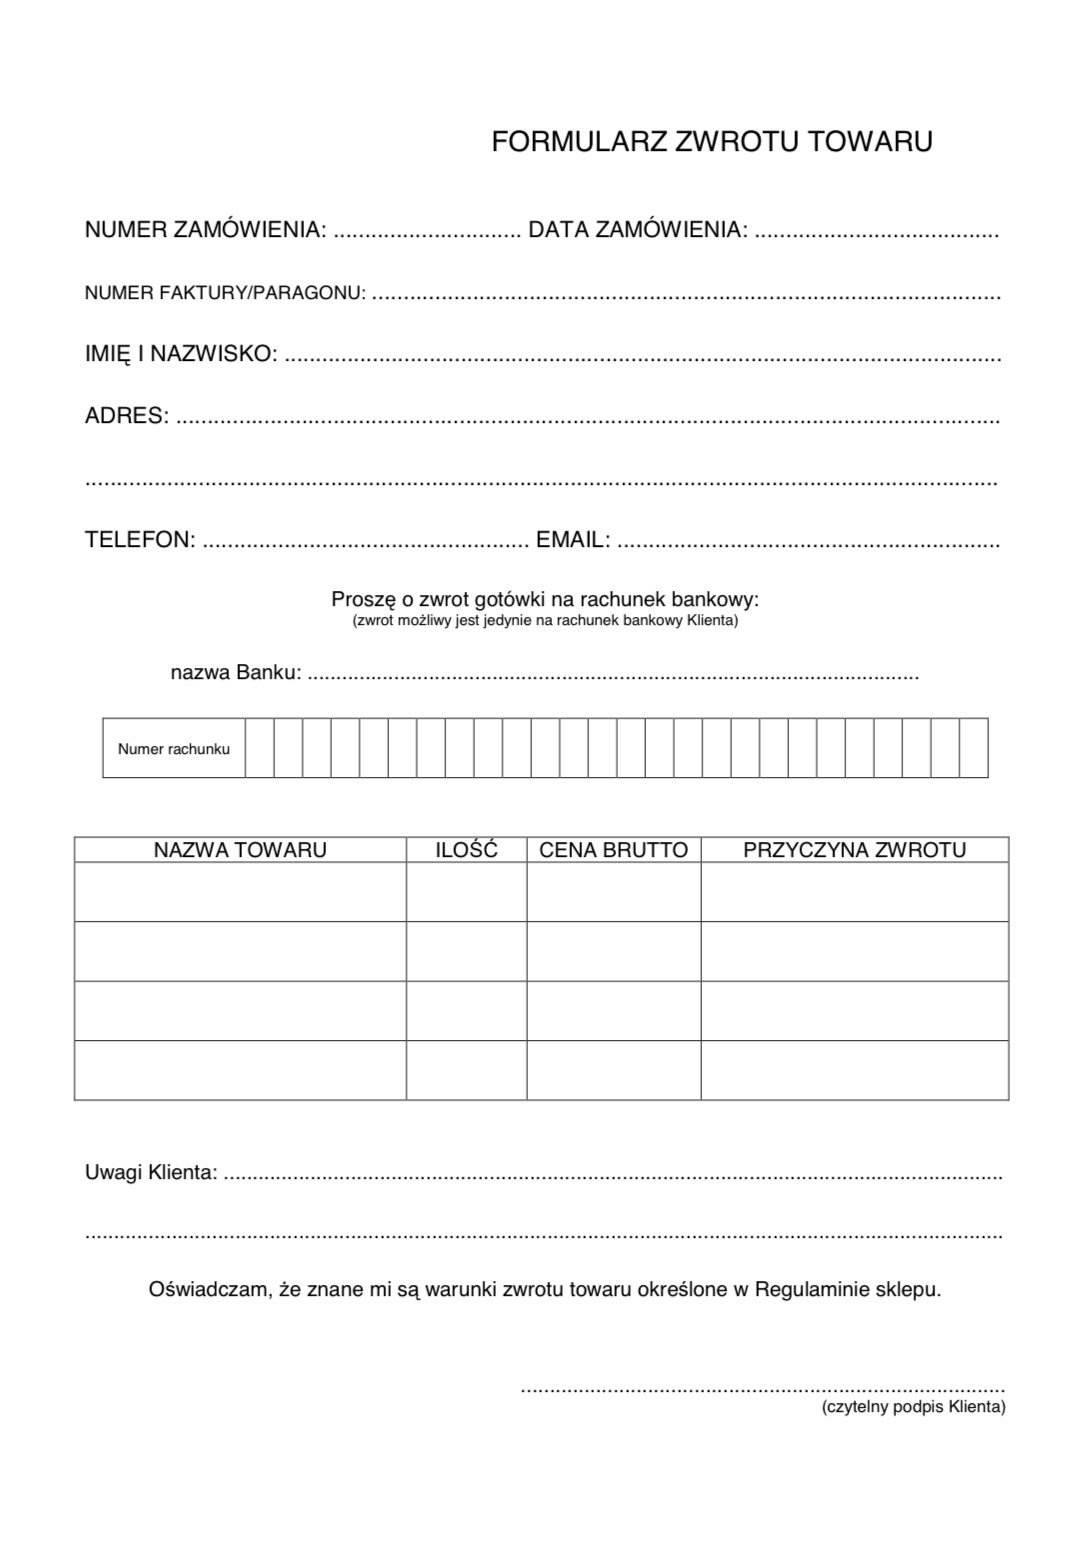 FORMULARZ ZWROTU TOWARU
NUMER ZAMÓWIENIA: .............................. DATA ZAMÓWIENIA: .......................................
NUMER FAKTURY/PARAGONU: ....................................................................................................
IMIĘ I NAZWISKO: ..................................................................................................................
ADRES: ...................................................................................................................................
.................................................................................................................................................
TELEFON: .................................................... EMAIL: .............................................................
Proszę o zwrot gotówki na rachunek bankowy:
(zwrot możliwy jest jedynie na rachunek bankowy Klienta)
nazwa Banku: ..........................................................................................................
Numer rachunku
NAZWA TOWARU ILOŚĆ CENA BRUTTO PRZYCZYNA ZWROTU
Uwagi Klienta: .......................................................................................................................................
...............................................................................................................................................................
Oświadczam, że znane mi są warunki zwrotu towaru określone w Regulaminie sklepu.
....................................................................................
(czytelny podpis Klienta)